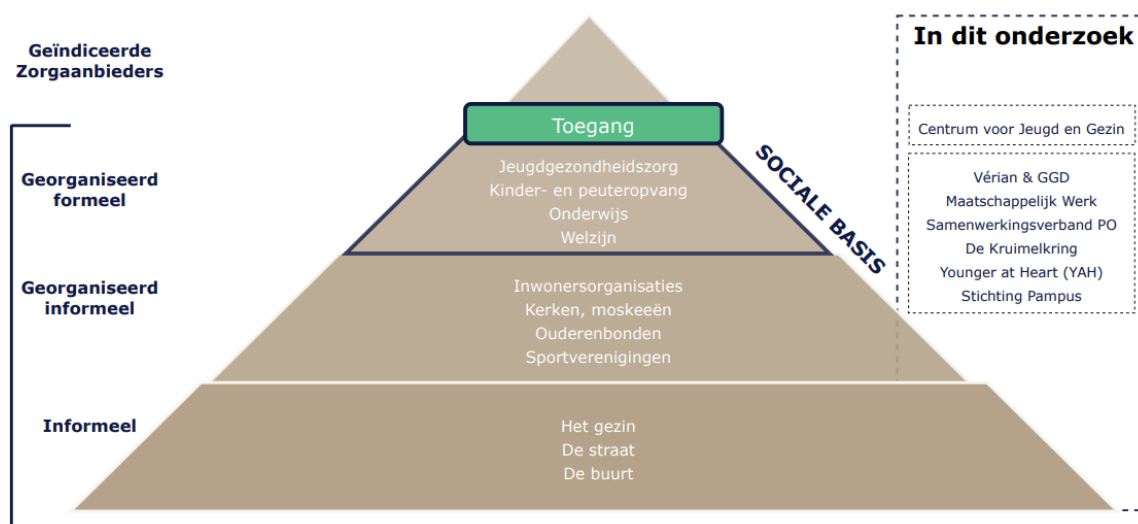 Geïndiceerde
Zorgaanbieders
In dit onderzoek
Toegang
Centrum voor Jeugd en Gezin
Georganiseerd
formeel
Jeugdgezondheidszorg
Kinder- en peuteropvang
Onderwijs
Welzijn
SOCIALE BASIS
Vérian & GGD
Maatschappelijk Werk
Samenwerkingsverband PO
De Kruimelkring
Younger at Heart (YAH)
Stichting Pampus
Georganiseerd
informeel
Inwonersorganisaties
Kerken, moskeeën
Ouderenbonden
Sportverenigingen
Informeel
Het gezin
De straat
De buurt